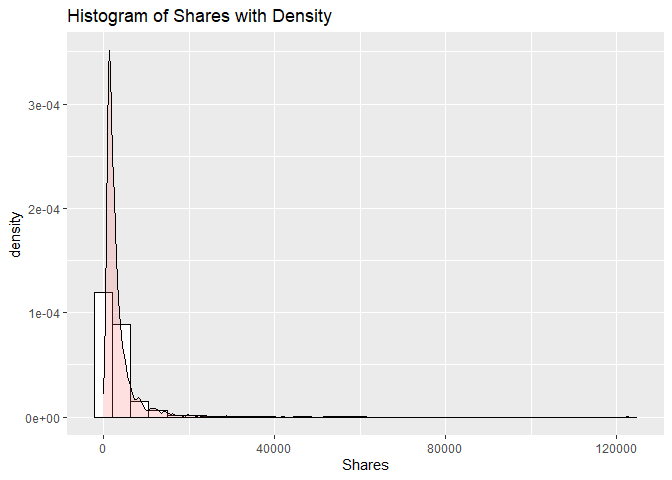 Histogram of Shares with Density
3e-04
2e-04
1e-04
0e+00
density
0
40000
80000
120000
Shares